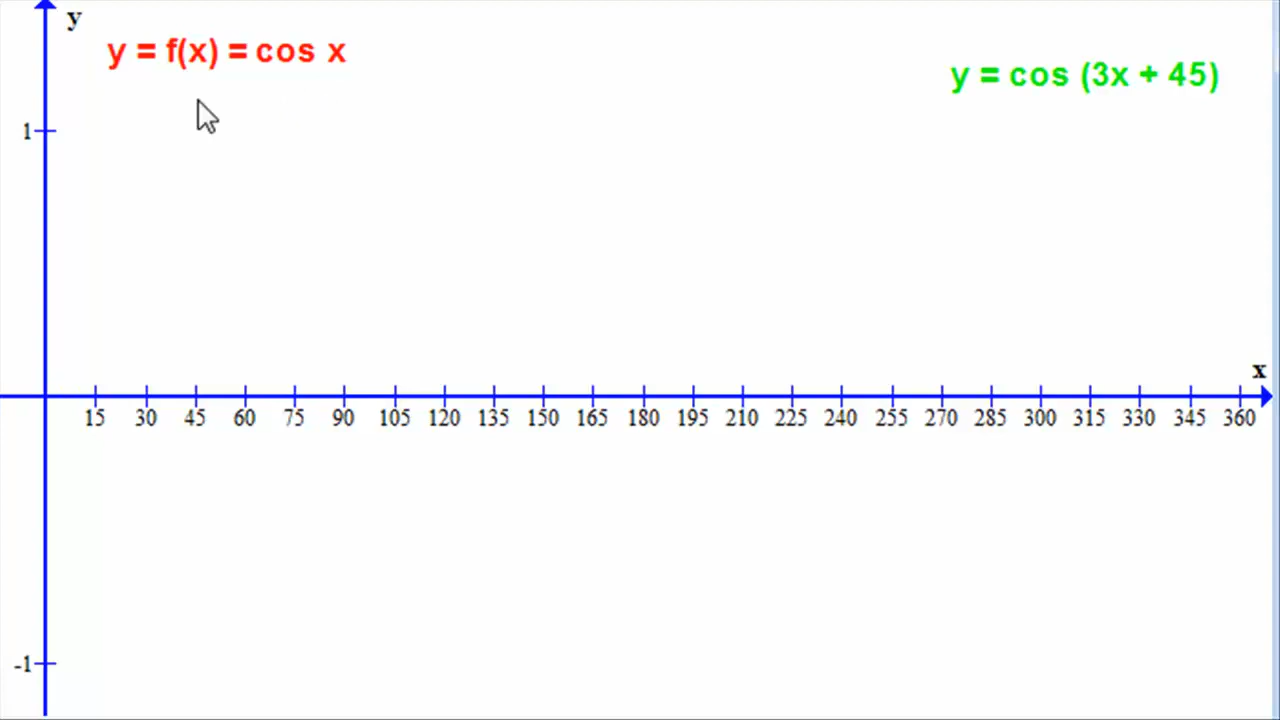 y
y = f(x) = cos x
y = cos (3x + 45)
1
x
15 30 45 60 75 90 105 120 135 150 165 180 195 210 225 240 255 270 285 300 315 330 345 360
-1